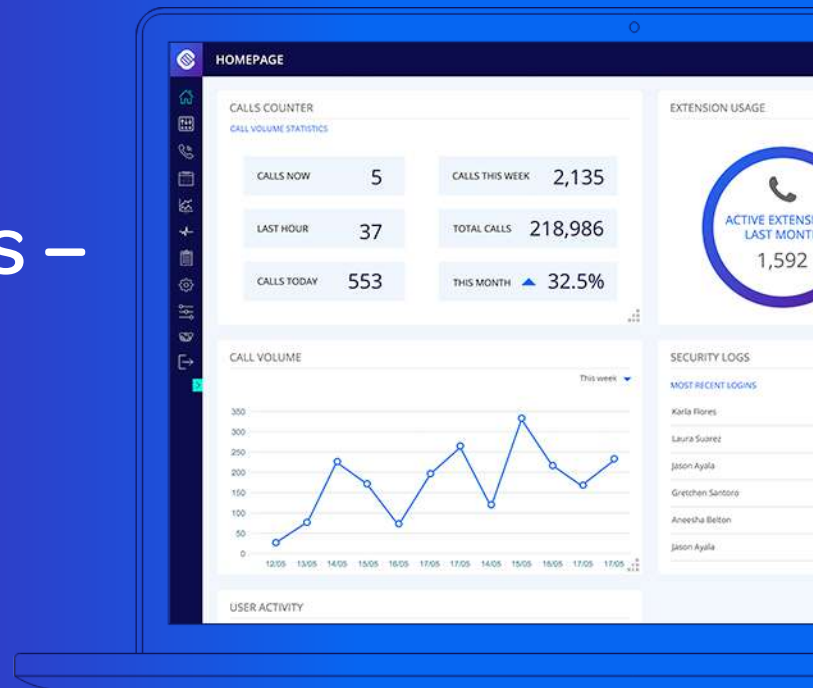 s –
HOMEPAGE
CALLS COUNTER
CALL VOLUME STATISTICS
CALLS NOW 5
CALLS THIS WEEK 2,135
LAST HOUR 37
TOTAL CALLS 218,986
CALLS TODAY 553
THIS MONTH 32.5%
EXTENSION USAGE
ACTIVE EXTENSI
LAST MONT
1,592
CALL VOLUME
This week
350
300
250
200
150
100
50
0
12/05 13/05 14/05 15/05 16/05 17/05 17/05 14/05 15/05 16/05 17/05 17/05
SECURITY LOGS
MOST RECENT LOGINS
Karla Flores
Laura Suarez
Jason Ayala
Gretchen Santoro
Aneesha Belton
Jason Ayala
USER ACTIVITY